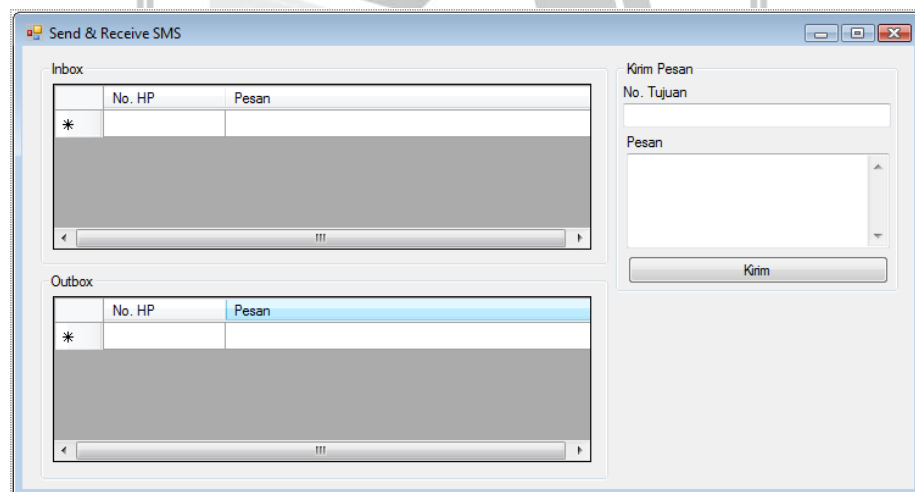 Send & Receive SMS
Inbox
No. HP Pesan
Outbox
No. HP Pesan
Kirim Pesan
No. Tujuan
Pesan
Kirim